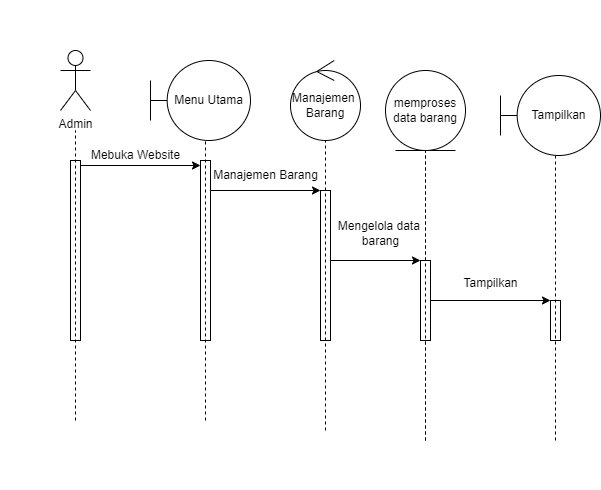 Admin
Menu Utama
Manajemen
Barang
memproses
data barang
Tampilkan
Mebuka Website
Manajemen Barang
Mengelola data
barang
Tampilkan